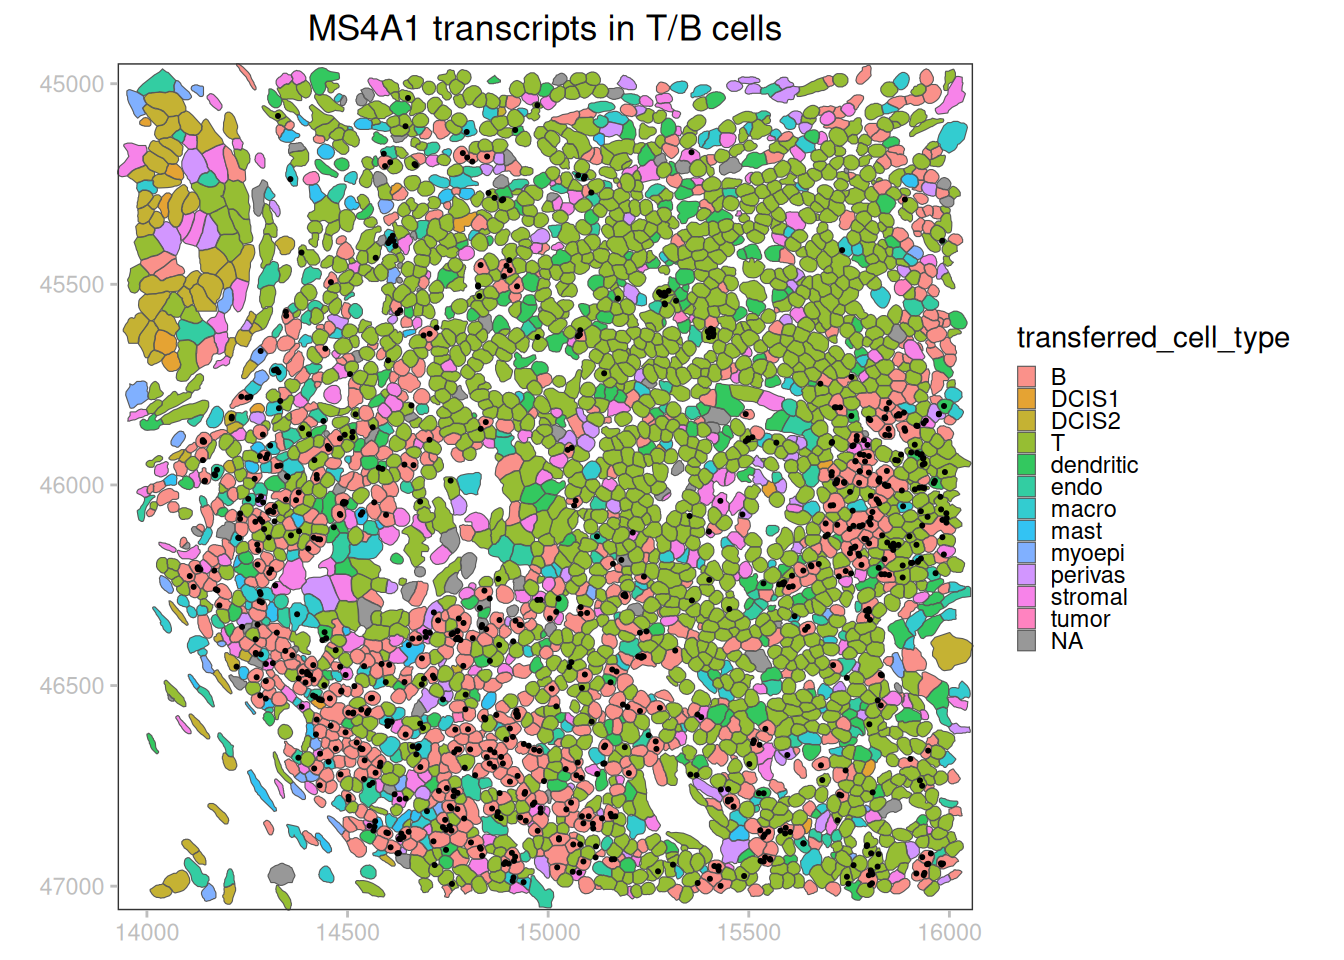 MS4A1 transcripts in T/B cells
45000
45500
46000
46500
47000
14000
14500
15000
15500
16000
transferred_cell_type
B
DCIS1
DCIS2
T
dendritic
endo
macro
mast
myoepi
perivas
stromal
tumor
NA